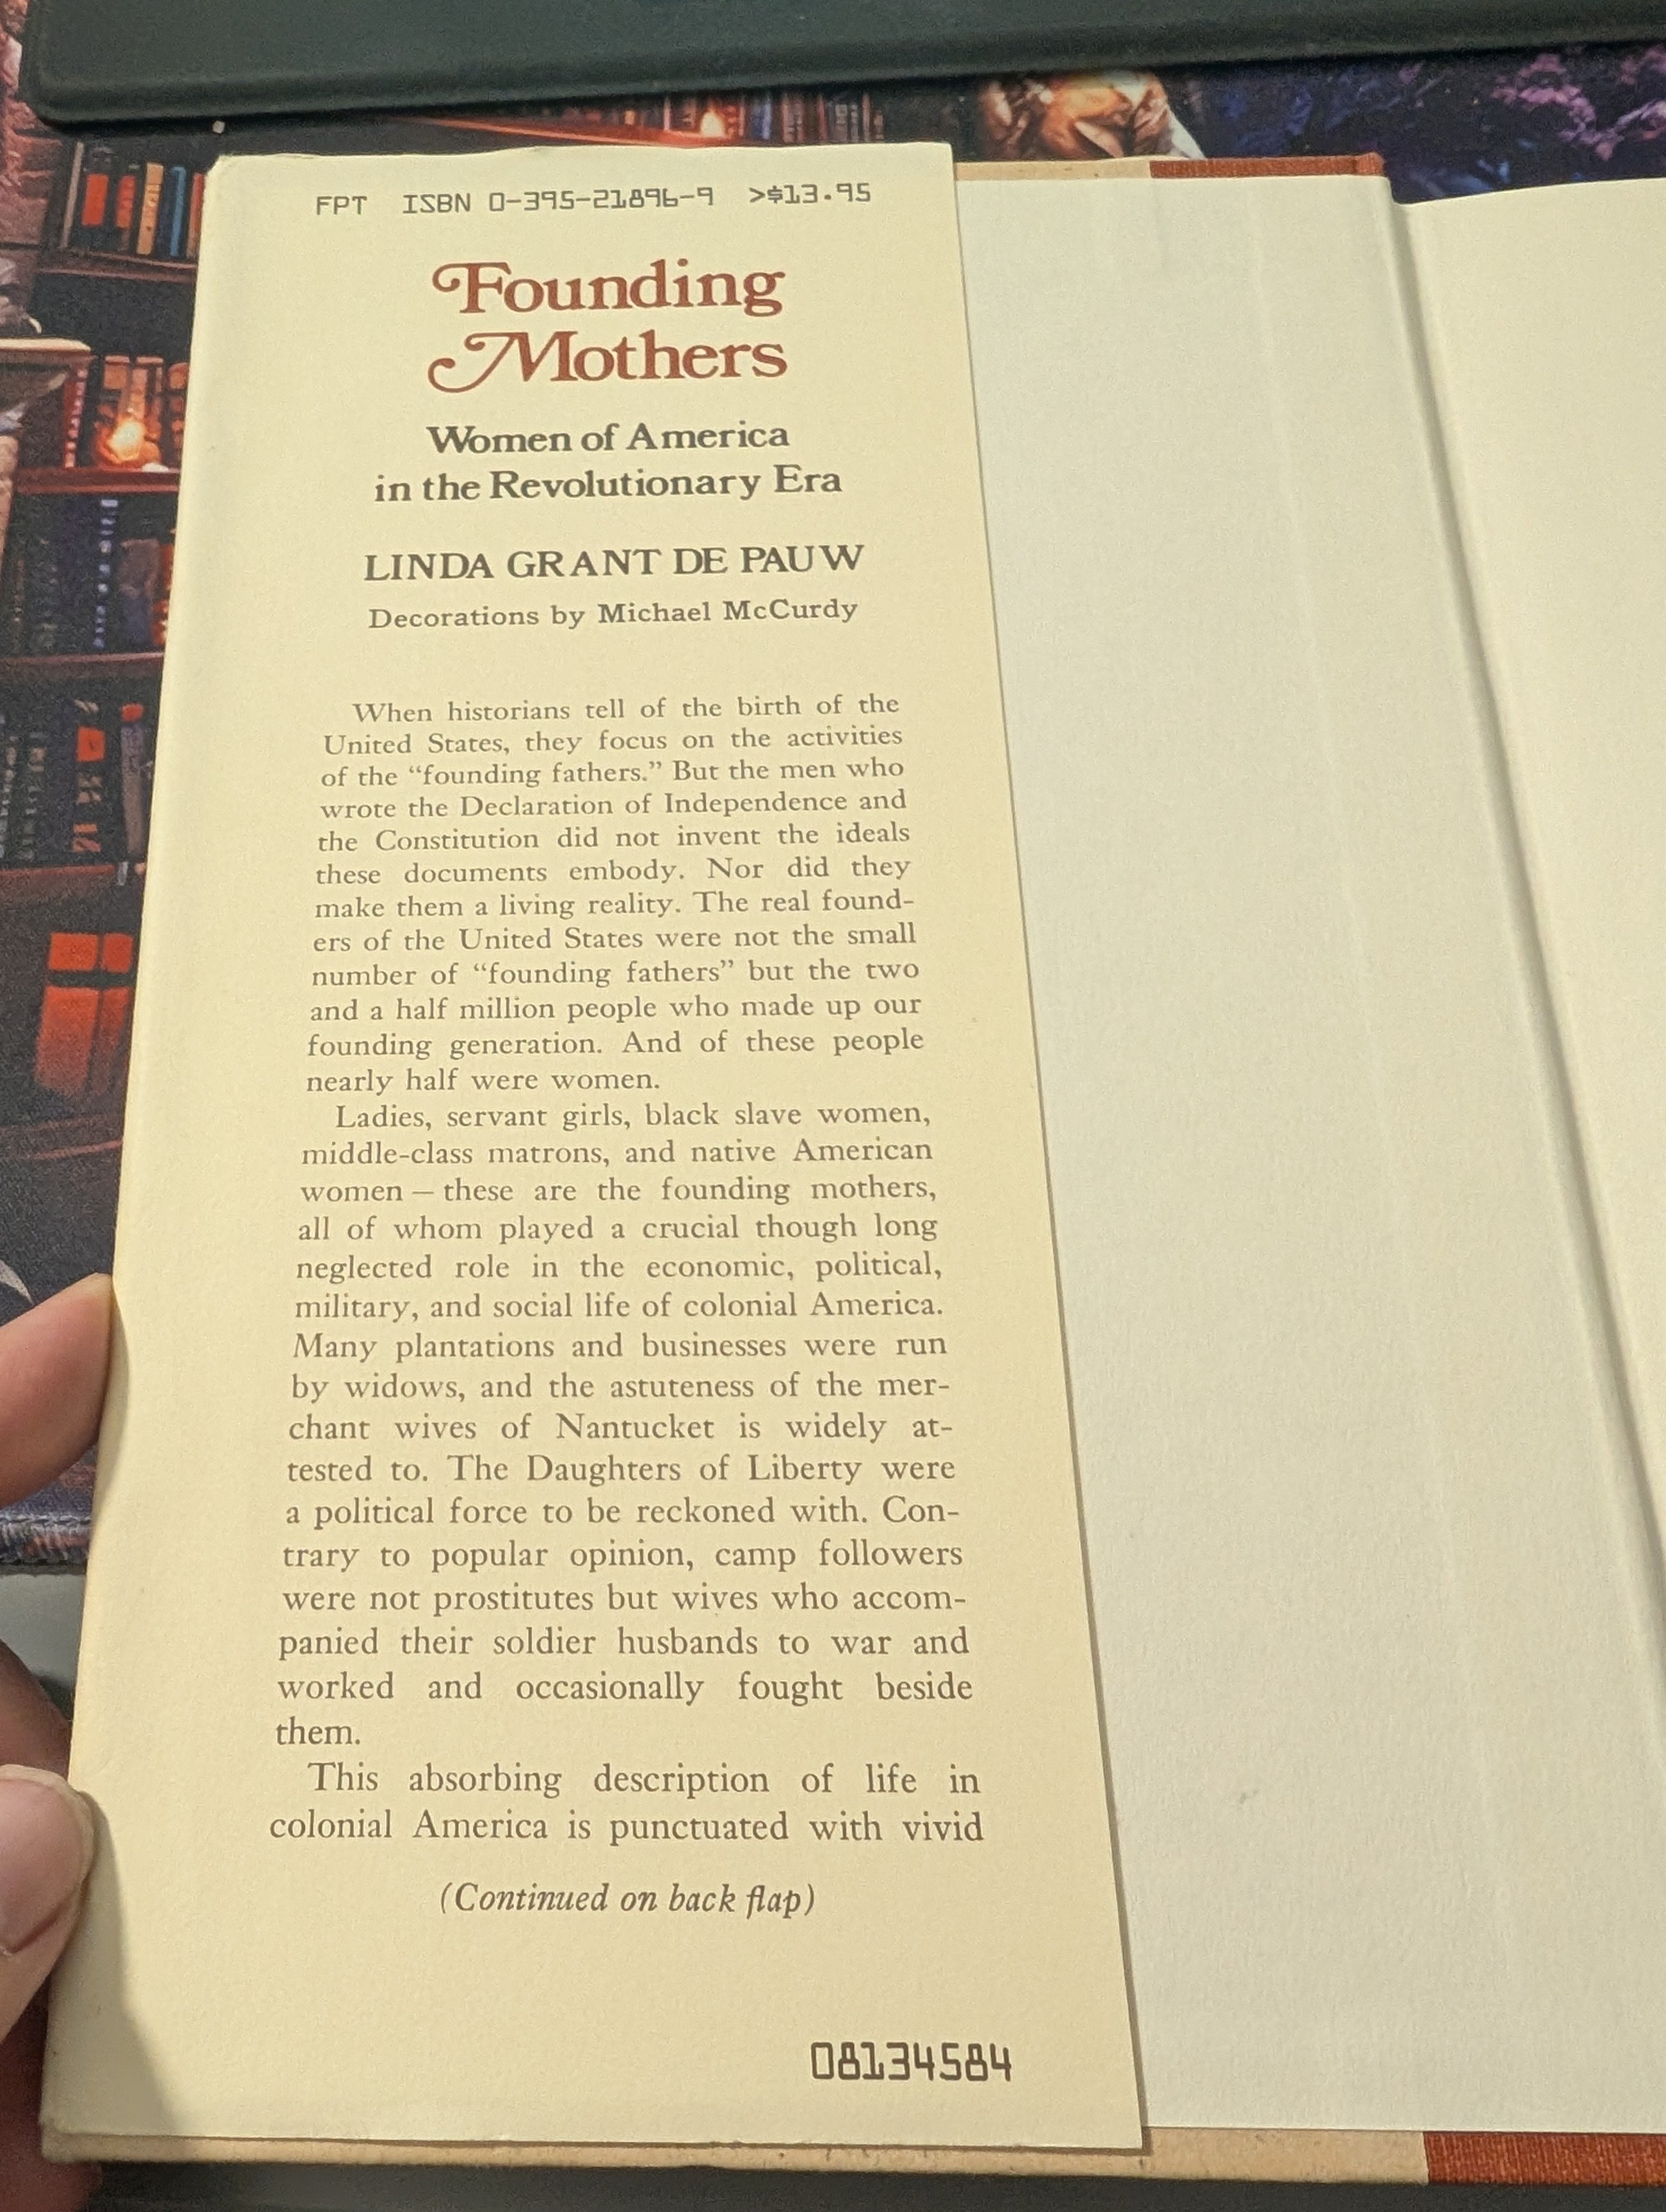 FPT ISBN 0-395-21896-9 >$13.95
Founding
Mothers
Women of America
in the Revolutionary Era
LINDA GRANT DE PAUW
Decorations by Michael McCurdy
When historians tell of the birth of the
United States, they focus on the activities
of the “founding fathers.” But the men who
wrote the Declaration of Independence and
the Constitution did not invent the ideals
these documents embody. Nor did they
make them a living reality. The real found-
ers of the United States were not the small
number of “founding fathers” but the two
and a half million people who made up our
founding generation. And of these people
nearly half were women.
Ladies, servant girls, black slave women,
middle-class matrons, and native American
women — these are the founding mothers,
all of whom played a crucial though long
neglected role in the economic, political,
military, and social life of colonial America.
Many plantations and businesses were run
by widows, and the astuteness of the mer-
chant wives of Nantucket is widely at-
tested to. The Daughters of Liberty were
a political force to be reckoned with. Con-
trary to popular opinion, camp followers
were not prostitutes but wives who accom-
panied their soldier husbands to war and
worked and occasionally fought beside
them.
This absorbing description of life in
colonial America is punctuated with vivid
(Continued on back flap)
08134584